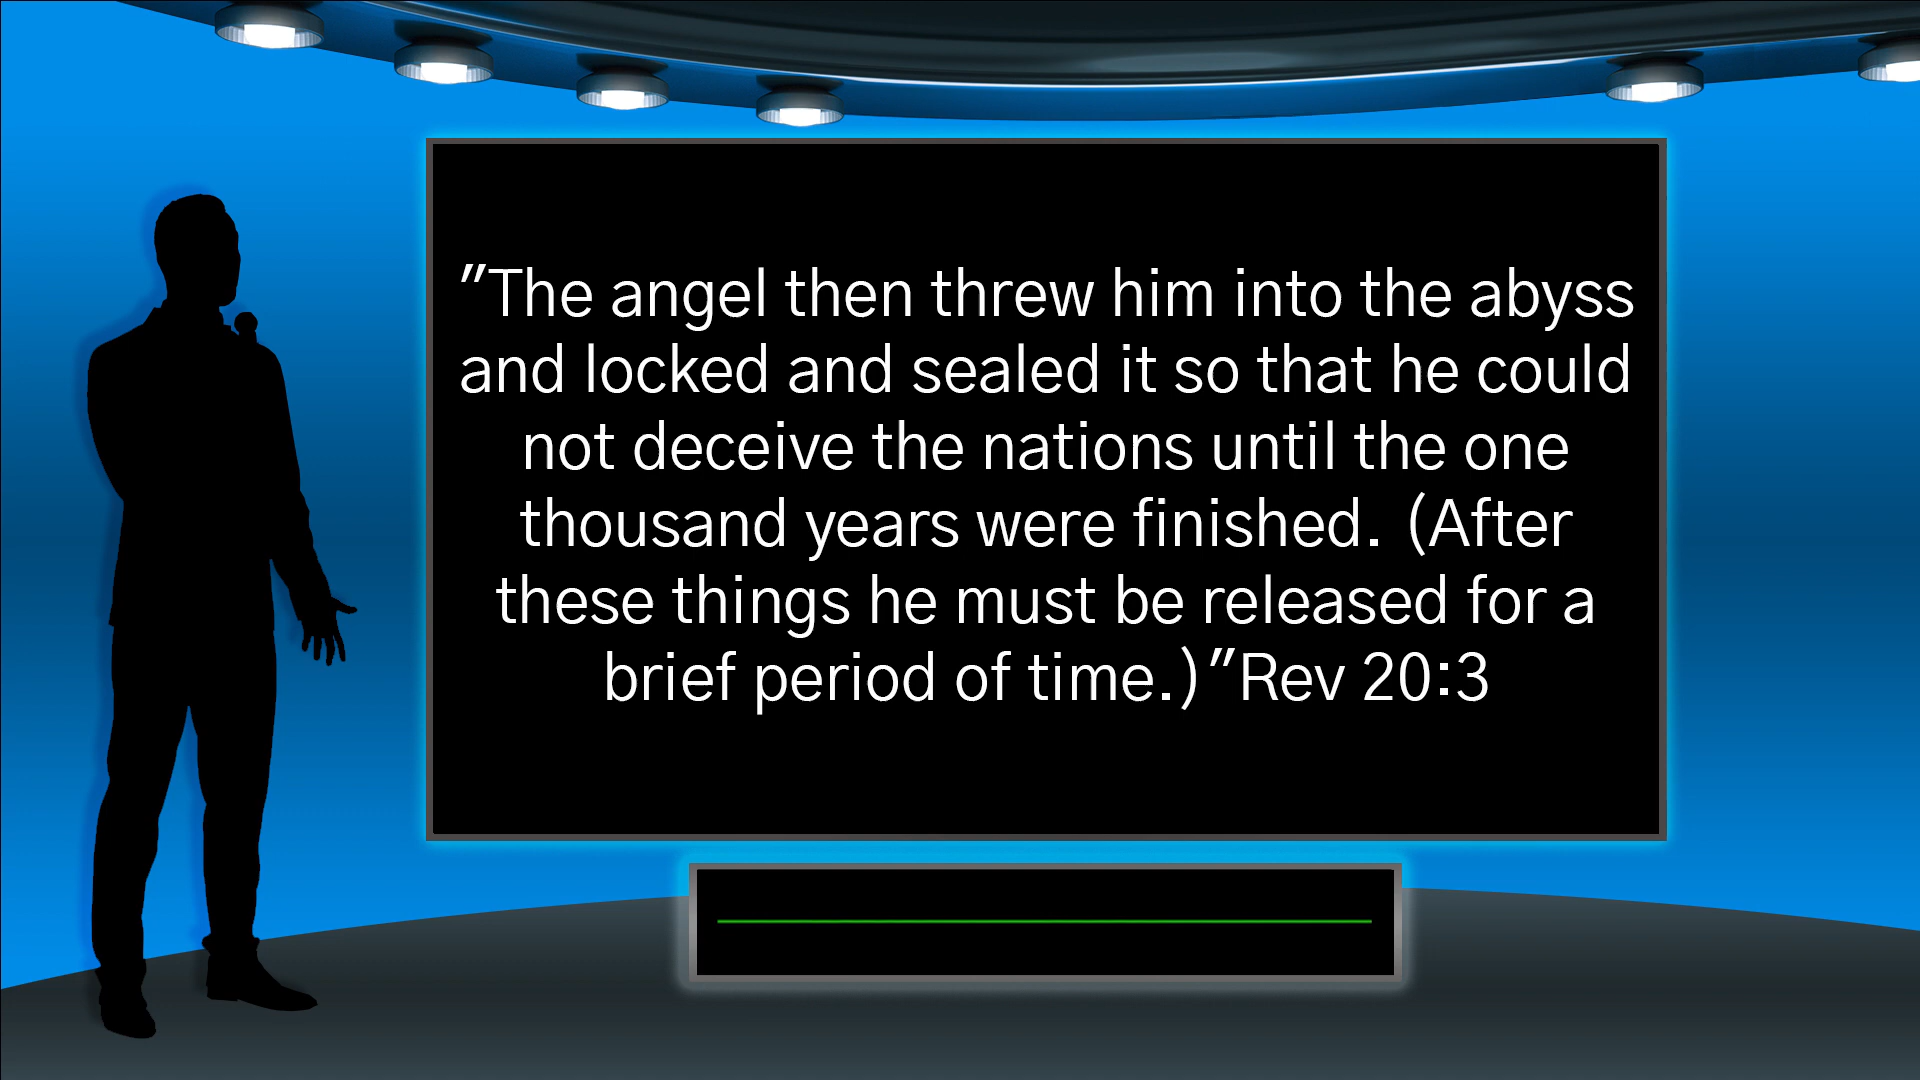 "The angel then threw him into the abyss
and locked and sealed it so that he could
not deceive the nations until the one
thousand years were finished. (After
these things he must be released for a
brief period of time.)"Rev 20:3